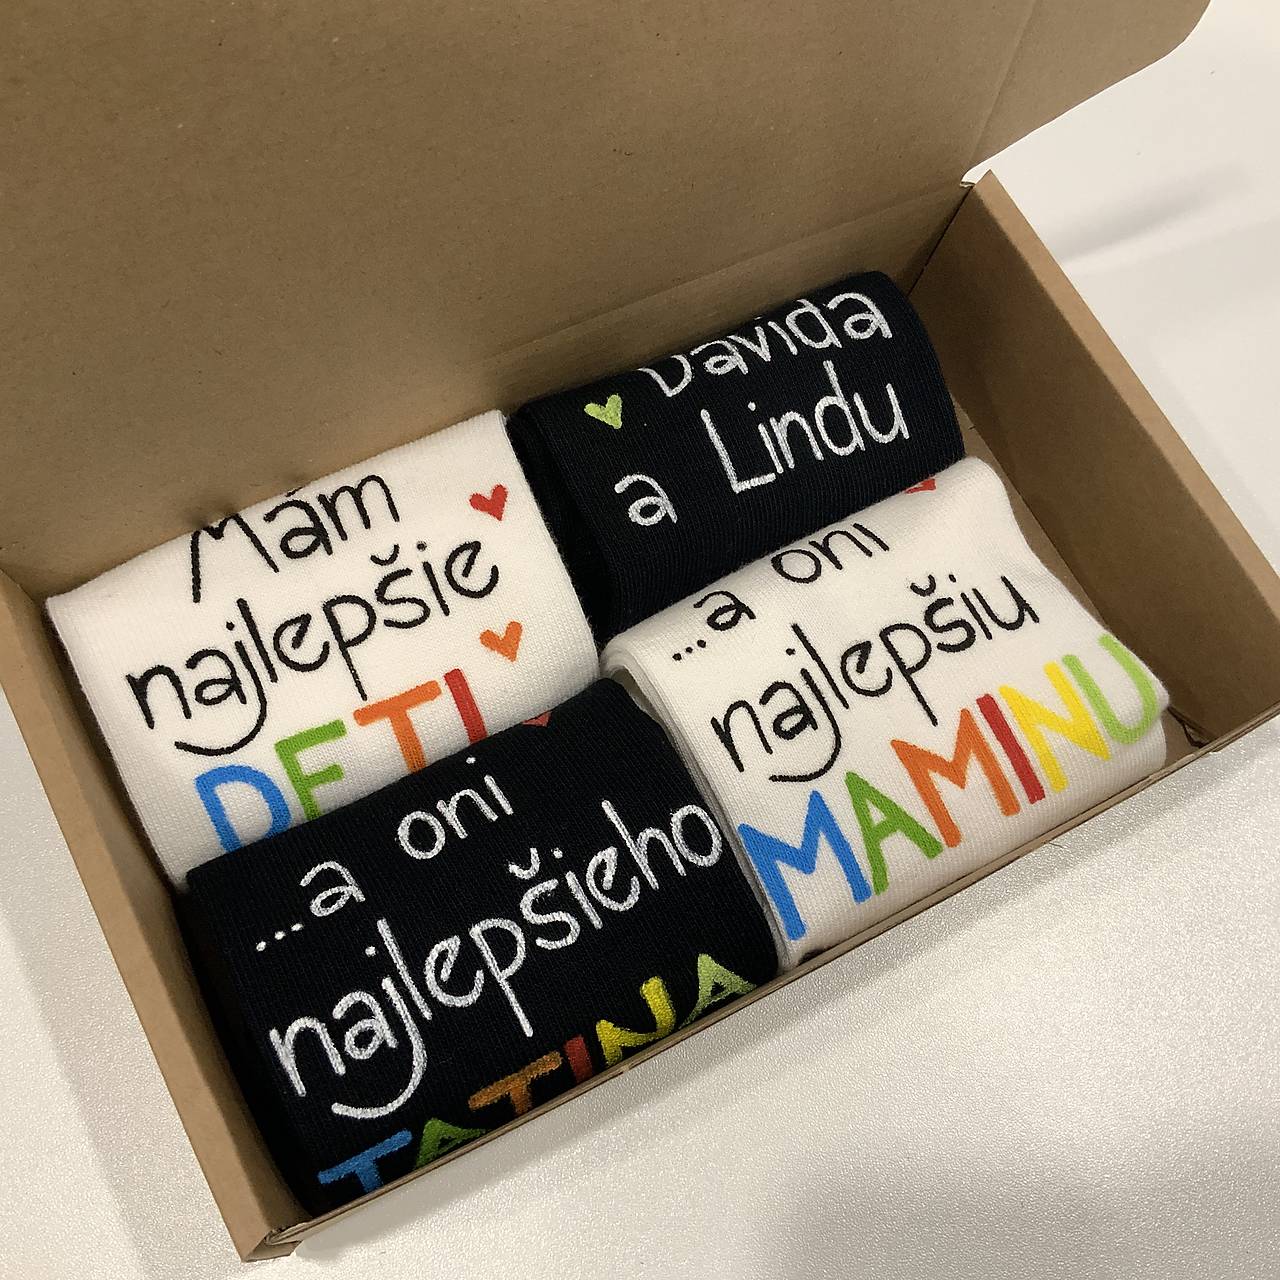 Mám
najlepšie
DETI
Davida
a Lindu
...a oni
najlepšieho
TATINA
...a oni
najlepšiu
MAMINU